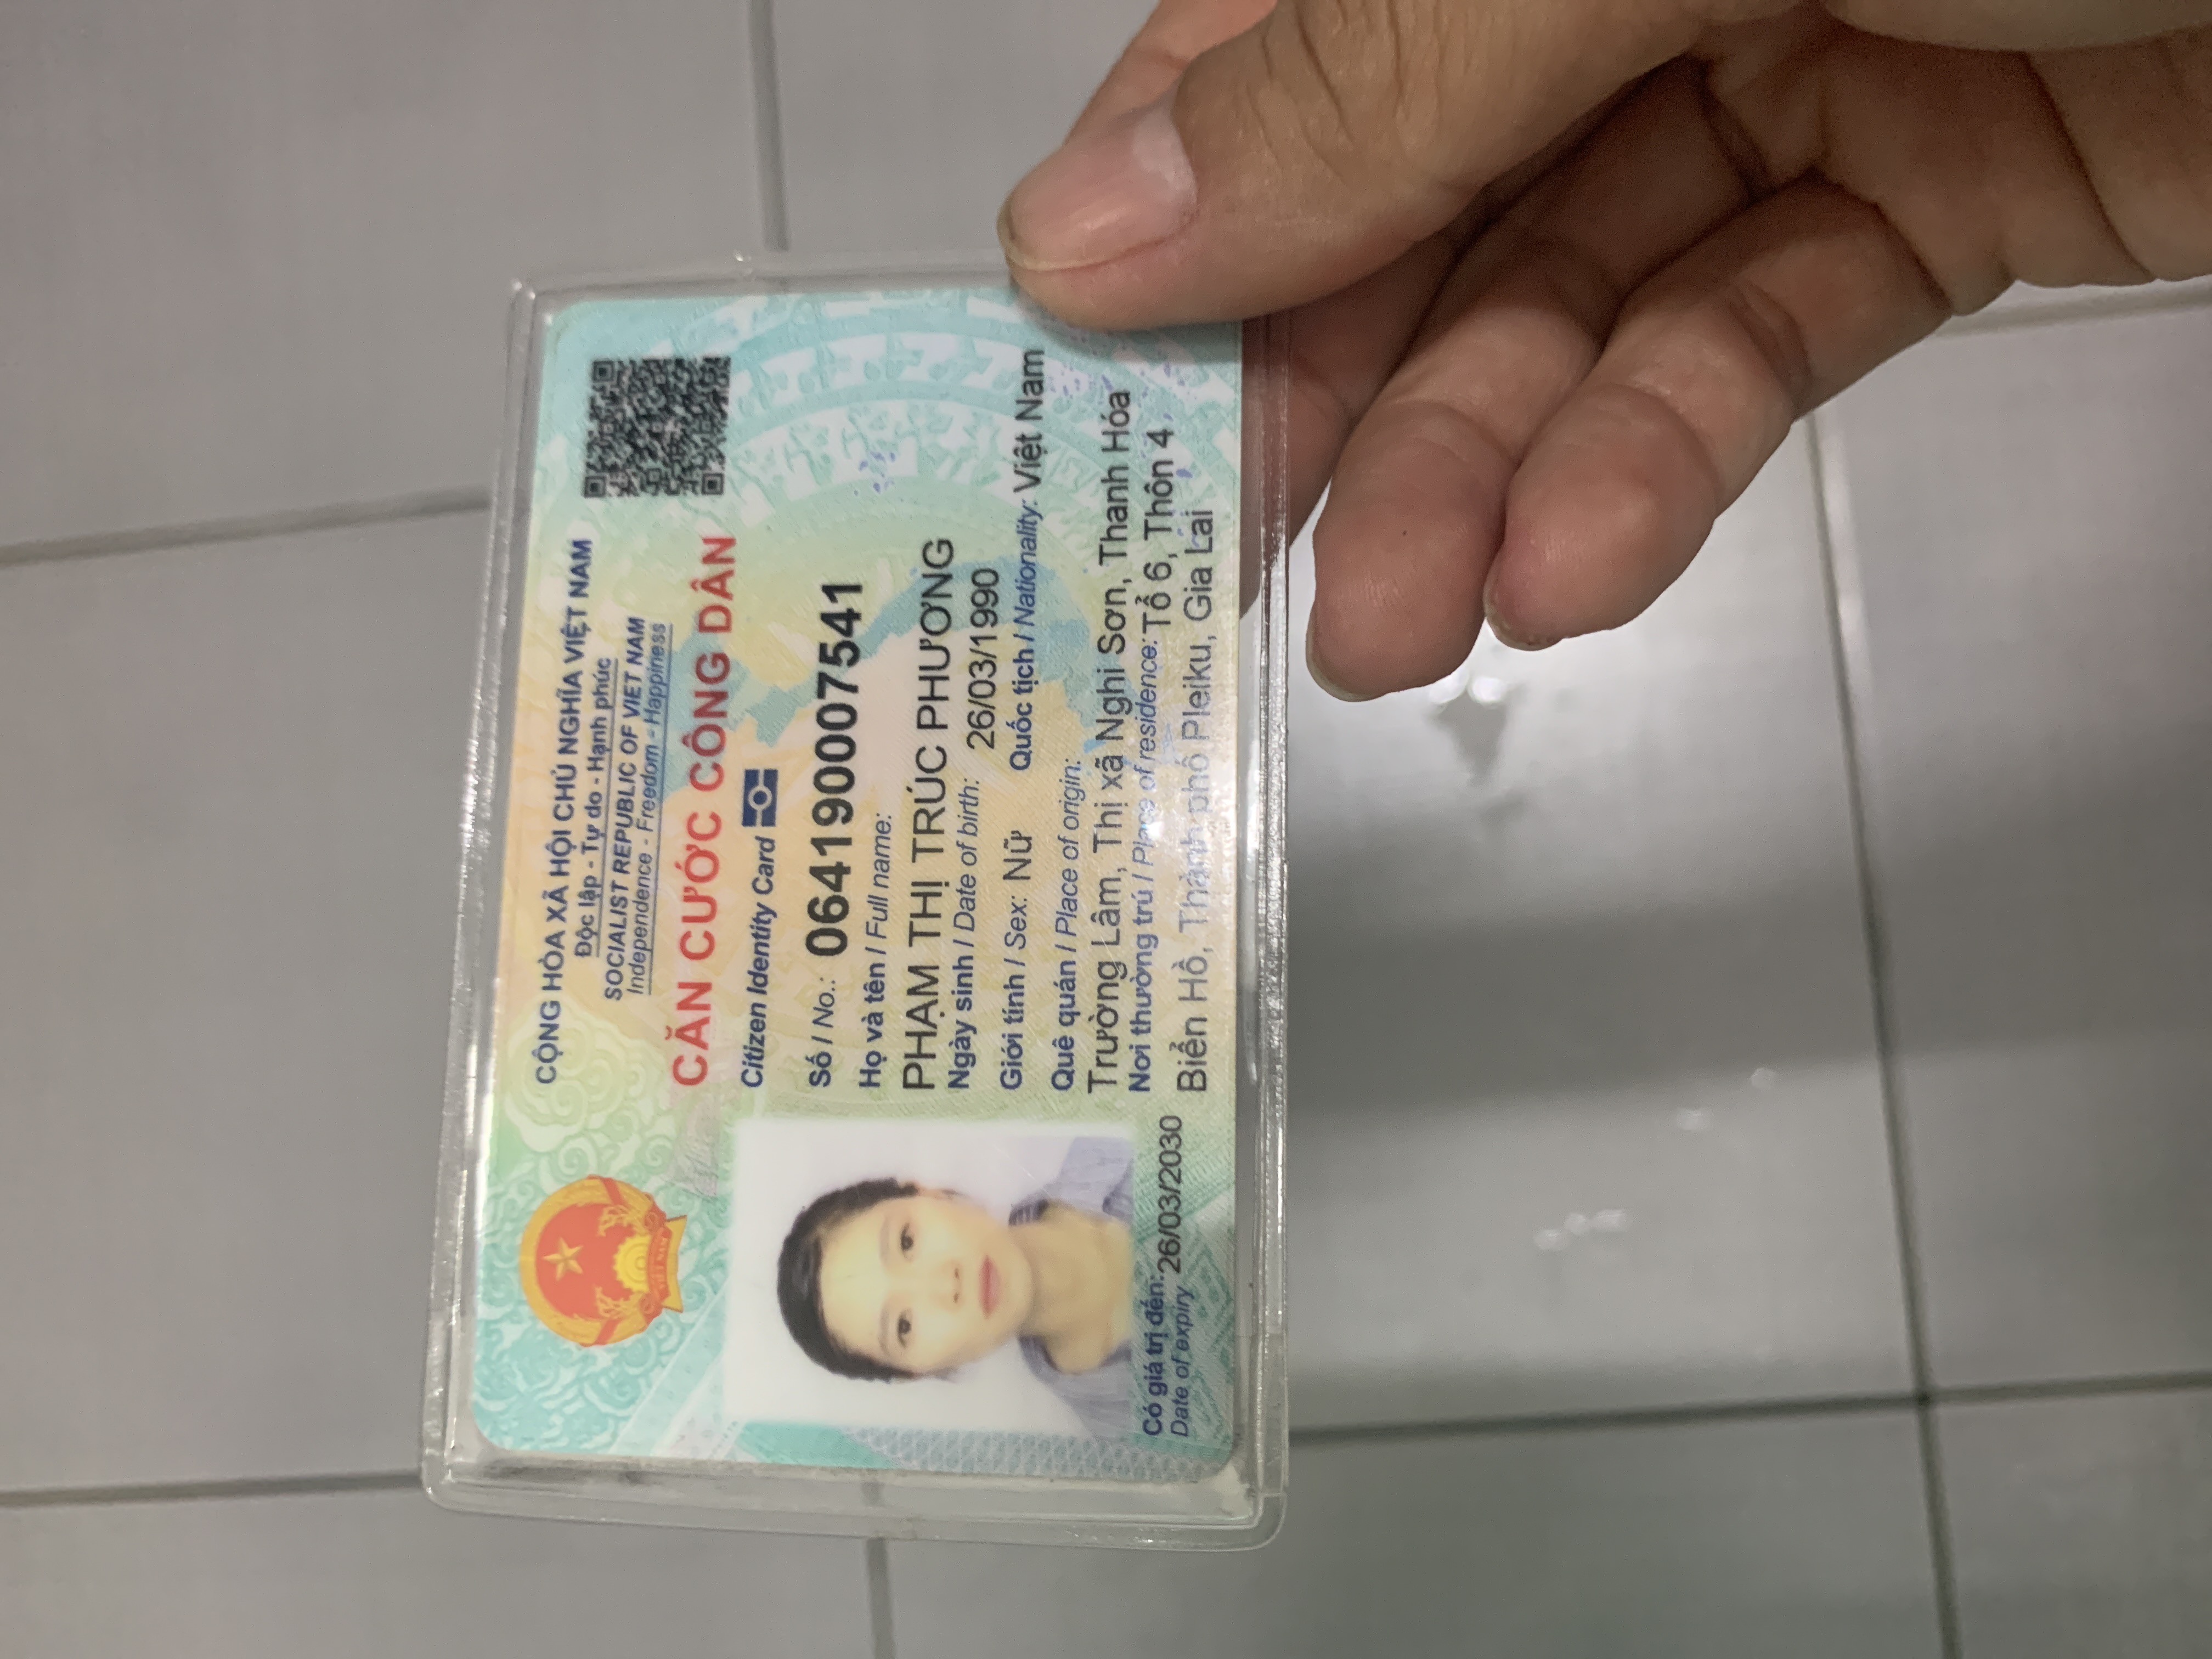 CỘNG HÒA XÃ HỘI CHỦ NGHĨA VIỆT NAM
Độc lập - Tự do - Hạnh phúc
SOCIALIST REPUBLIC OF VIET NAM
Independence - Freedom - Happiness
CĂN CƯỚC CÔNG DÂN
Citizen Identity Card
Số / No.: 064190007541
Họ và tên / Full name:
PHẠM THỊ TRÚC PHƯƠNG
Ngày sinh / Date of birth: 26/03/1990
Giới tính / Sex: Nữ Quốc tịch / Nationality: Việt Nam
Quê quán / Place of origin:
Trường Lâm, Thị xã Nghi Sơn, Thanh Hóa
Nơi thường trú / Place of residence: Tổ 6, Thôn 4
Biển Hồ, Thành phố Pleiku, Gia Lai
Có giá trị đến: 26/03/2030
Date of expiry